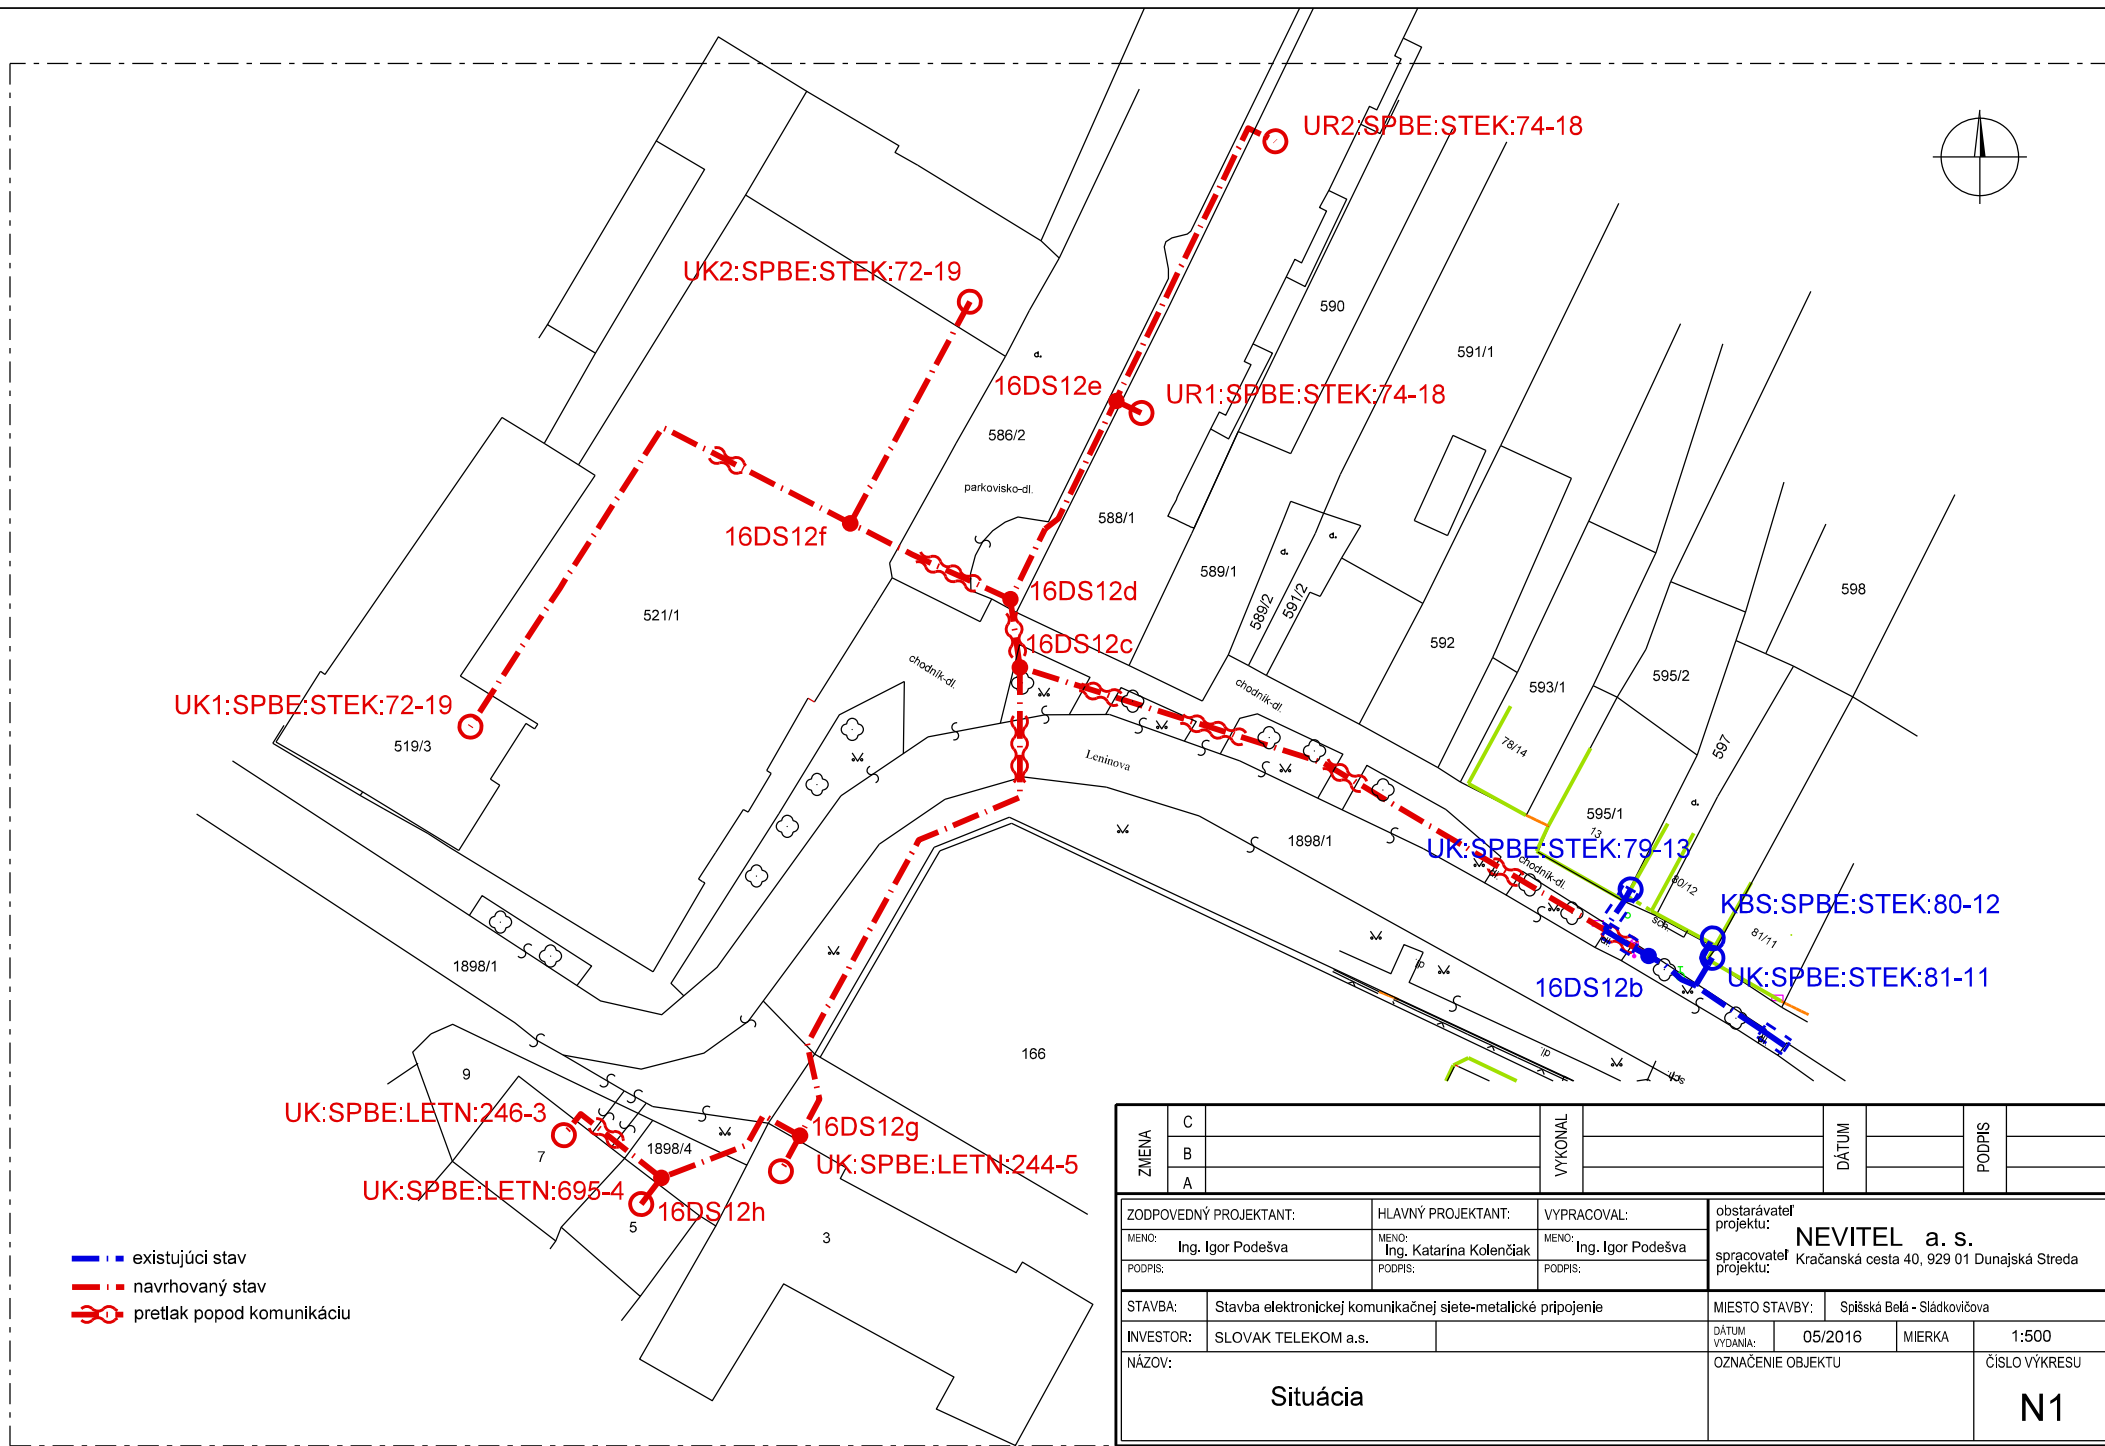 UR2:SPBE:STEK:74-18
UK2:SPBE:STEK:72-19
590
591/1
16DS12e
UR1:SPBE:STEK:74-18
586/2
parkovisko-dl.
588/1
16DS12f
589/1
16DS12d
589/2
591/2
598
521/1
16DS12c
592
chodník-dl.
chodník-dl.
593/1
595/2
UK1:SPBE:STEK:72-19
519/3
78/14
597
Leninova
595/1
13
1898/1
UK:SPBE:STEK:79-13
chodník-dl.
80/12
KBS:SPBE:STEK:80-12
sch.
81/11
1898/1
UK:SPBE:STEK:81-11
16DS12b
166
9
UK:SPBE:LETN:246-3
16DS12g
7
1898/4
UK:SPBE:LETN:244-5
UK:SPBE:LETN:695-4
16DS12h
5
3
existujúci stav
navrhovaný stav
pretlak popod komunikáciu
ZMENA
C
B
A
VYKONAL
DÁTUM
PODPIS
ZODPOVEDNÝ PROJEKTANT:
HLAVNÝ PROJEKTANT:
VYPRACOVAL:
MENO: Ing. Igor Podešva
MENO: Ing. Katarína Kolenčiak
MENO: Ing. Igor Podešva
PODPIS:
PODPIS:
PODPIS:
obstarávateľ projektu:
NEVITEL a. s.
spracovateľ projektu:
Kračanská cesta 40, 929 01 Dunajská Streda
STAVBA: Stavba elektronickej komunikačnej siete-metalické pripojenie
MIESTO STAVBY: Spišská Belá - Sládkovičova
INVESTOR: SLOVAK TELEKOM a.s.
DÁTUM VYDANIA: 05/2016
MIERKA 1:500
NÁZOV:
Situácia
OZNAČENIE OBJEKTU
ČÍSLO VÝKRESU
N1